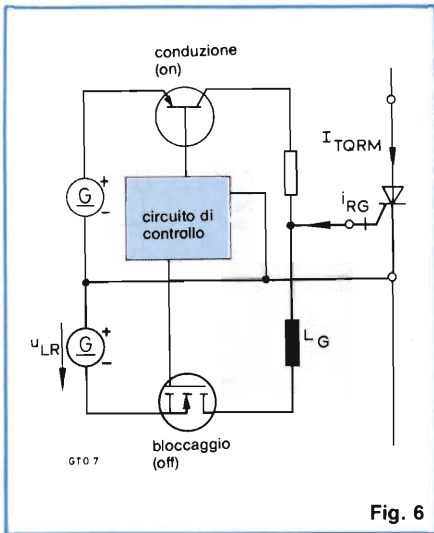 conduzione
(on)
I TQRM
+
G
-
circuito di
controllo
i RG
+
u LR
G
-
L G
bloccaggio
(off)
GTO 7
Fig. 6